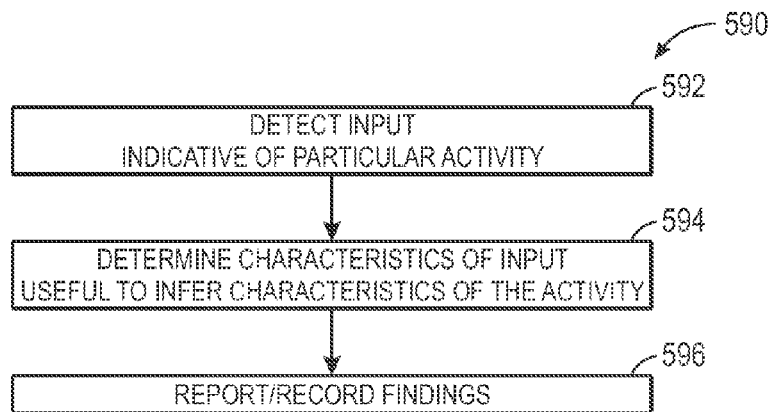 590
592
DETECT INPUT
INDICATIVE OF PARTICULAR ACTIVITY
594
DETERMINE CHARACTERISTICS OF INPUT
USEFUL TO INFER CHARACTERISTICS OF THE ACTIVITY
596
REPORT/RECORD FINDINGS